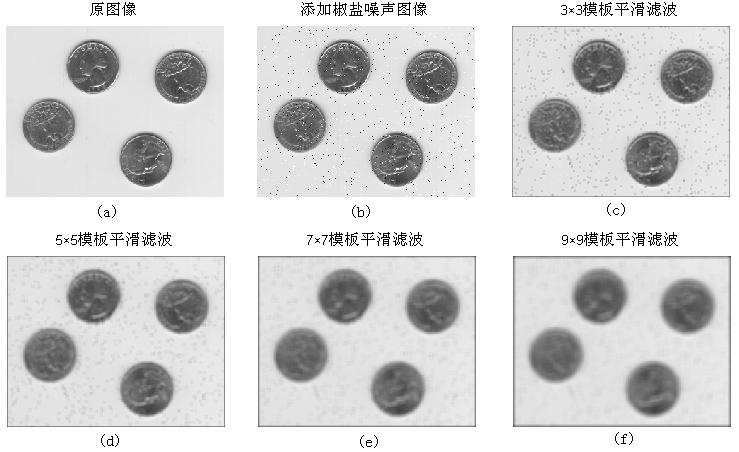 原图像
添加椒盐噪声图像
3×3模板平滑滤波
(a)
(b)
(c)
5×5模板平滑滤波
7×7模板平滑滤波
9×9模板平滑滤波
(d)
(e)
(f)